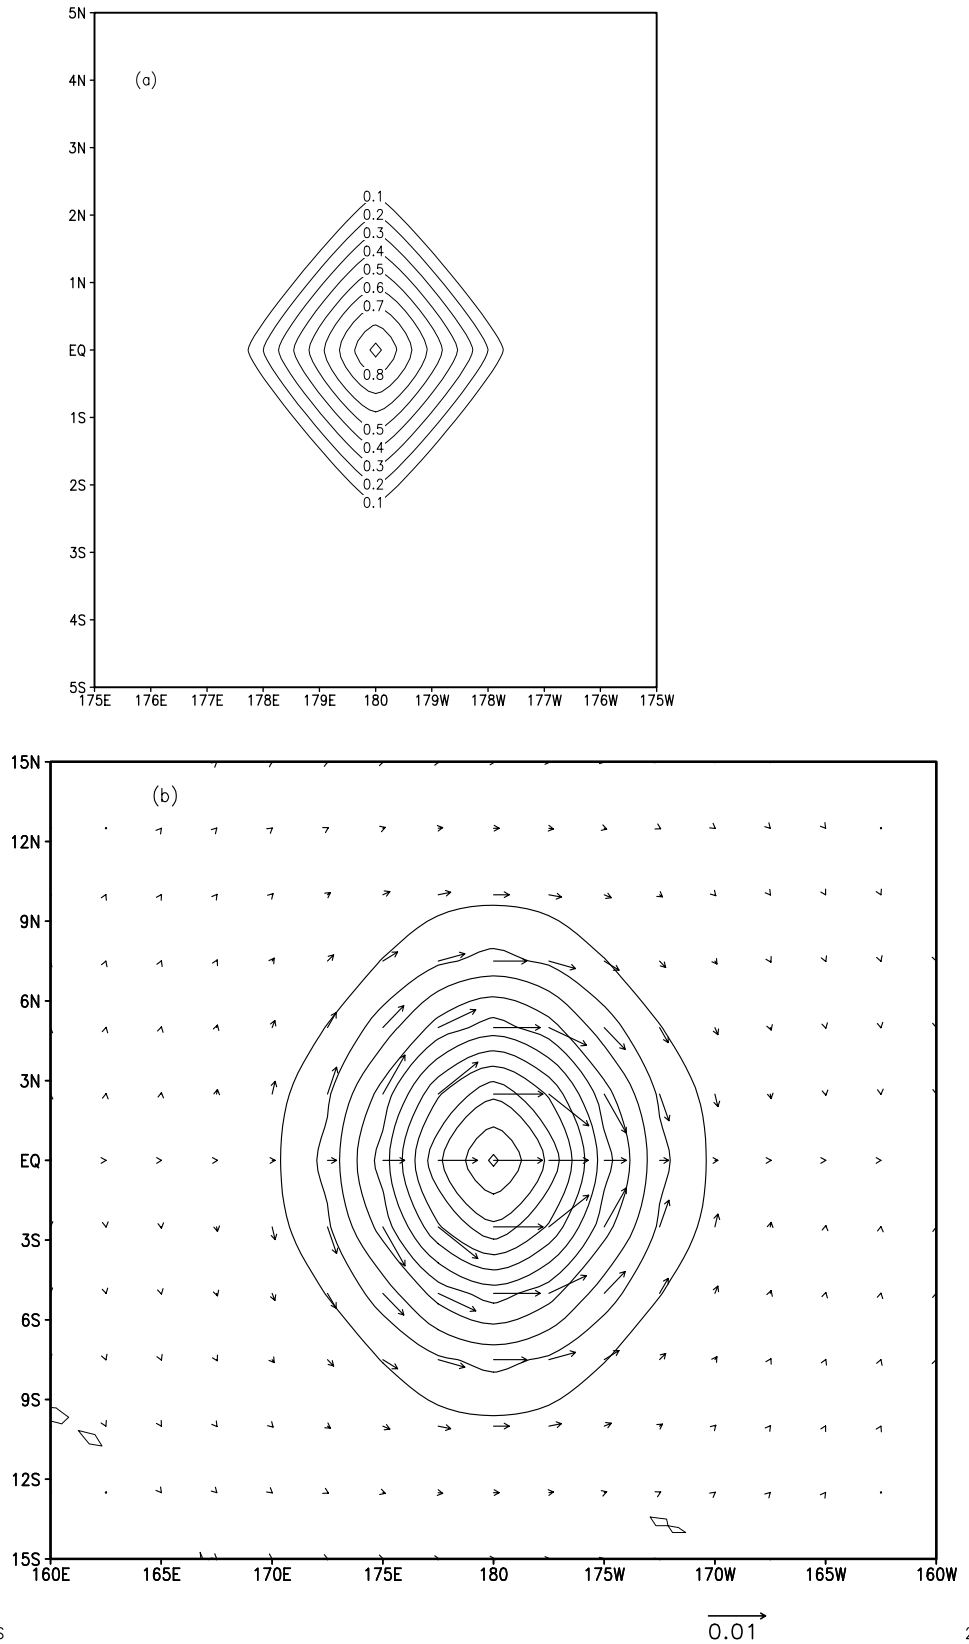 5N
(a)
4N
3N
0.1
2N
0.2
0.3
0.4
1N
0.5
0.6
0.7
EQ
0.8
1S
0.5
0.4
0.3
2S
0.2
0.1
3S
4S
5S
175E 176E 177E 178E 179E 180 179W 178W 177W 176W 175W
15N
(b)
12N
9N
6N
3N
EQ
3S
6S
9S
12S
15S
160E 165E 170E 175E 180 175W 170W 165W 160W
0.01